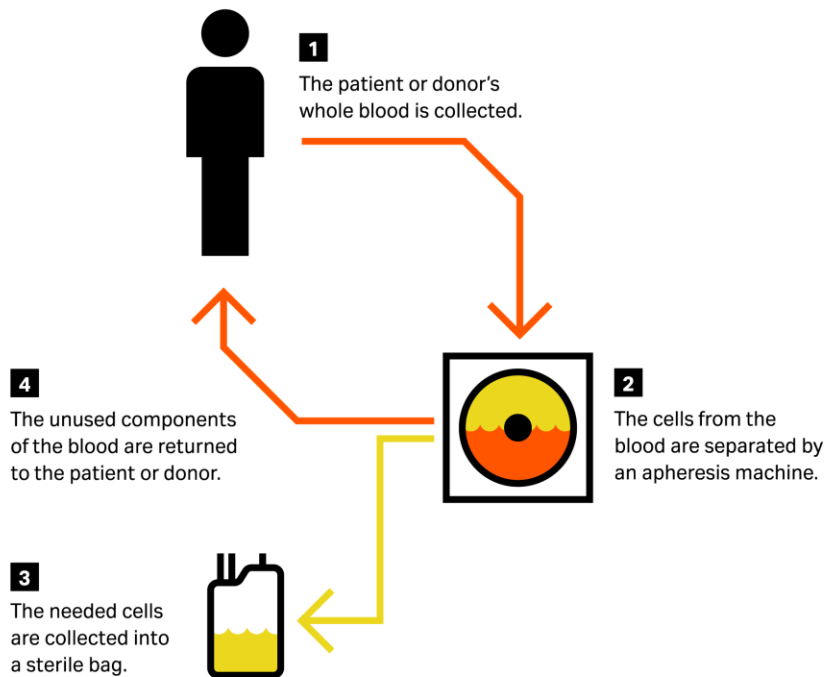 1
The patient or donor’s
whole blood is collected.
2
The cells from the
blood are separated by
an apheresis machine.
3
The needed cells
are collected into
a sterile bag.
4
The unused components
of the blood are returned
to the patient or donor.